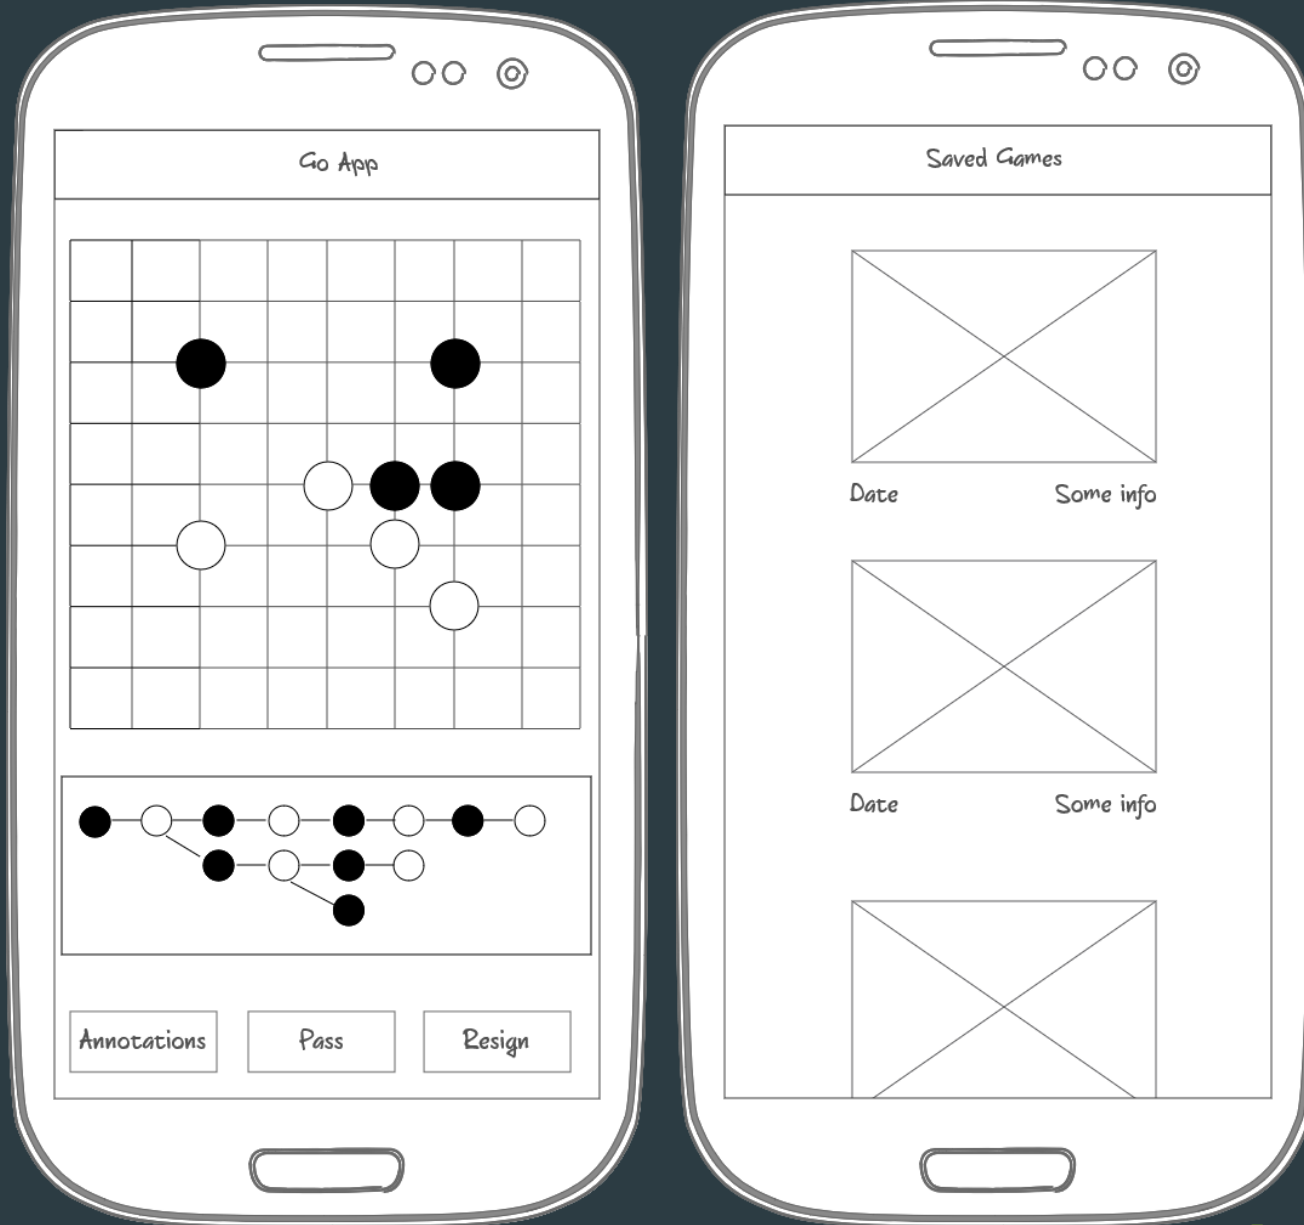 Go App
Annotations
Pass
Resign
Saved Games
Date
Some info
Date
Some info